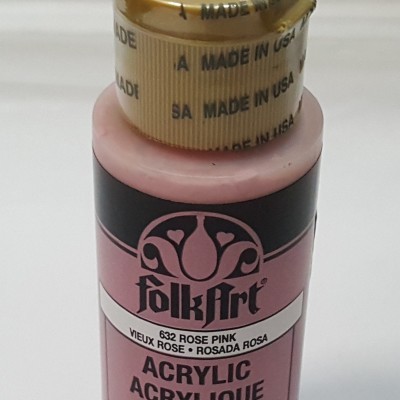 MADE
MADE IN USA
MADE
SA MADE IN USA
MADE IN USA
folkArt®
632 ROSE PINK
VIEUX ROSE • ROSADA ROSA
ACRYLIC
ACRYLIQUE